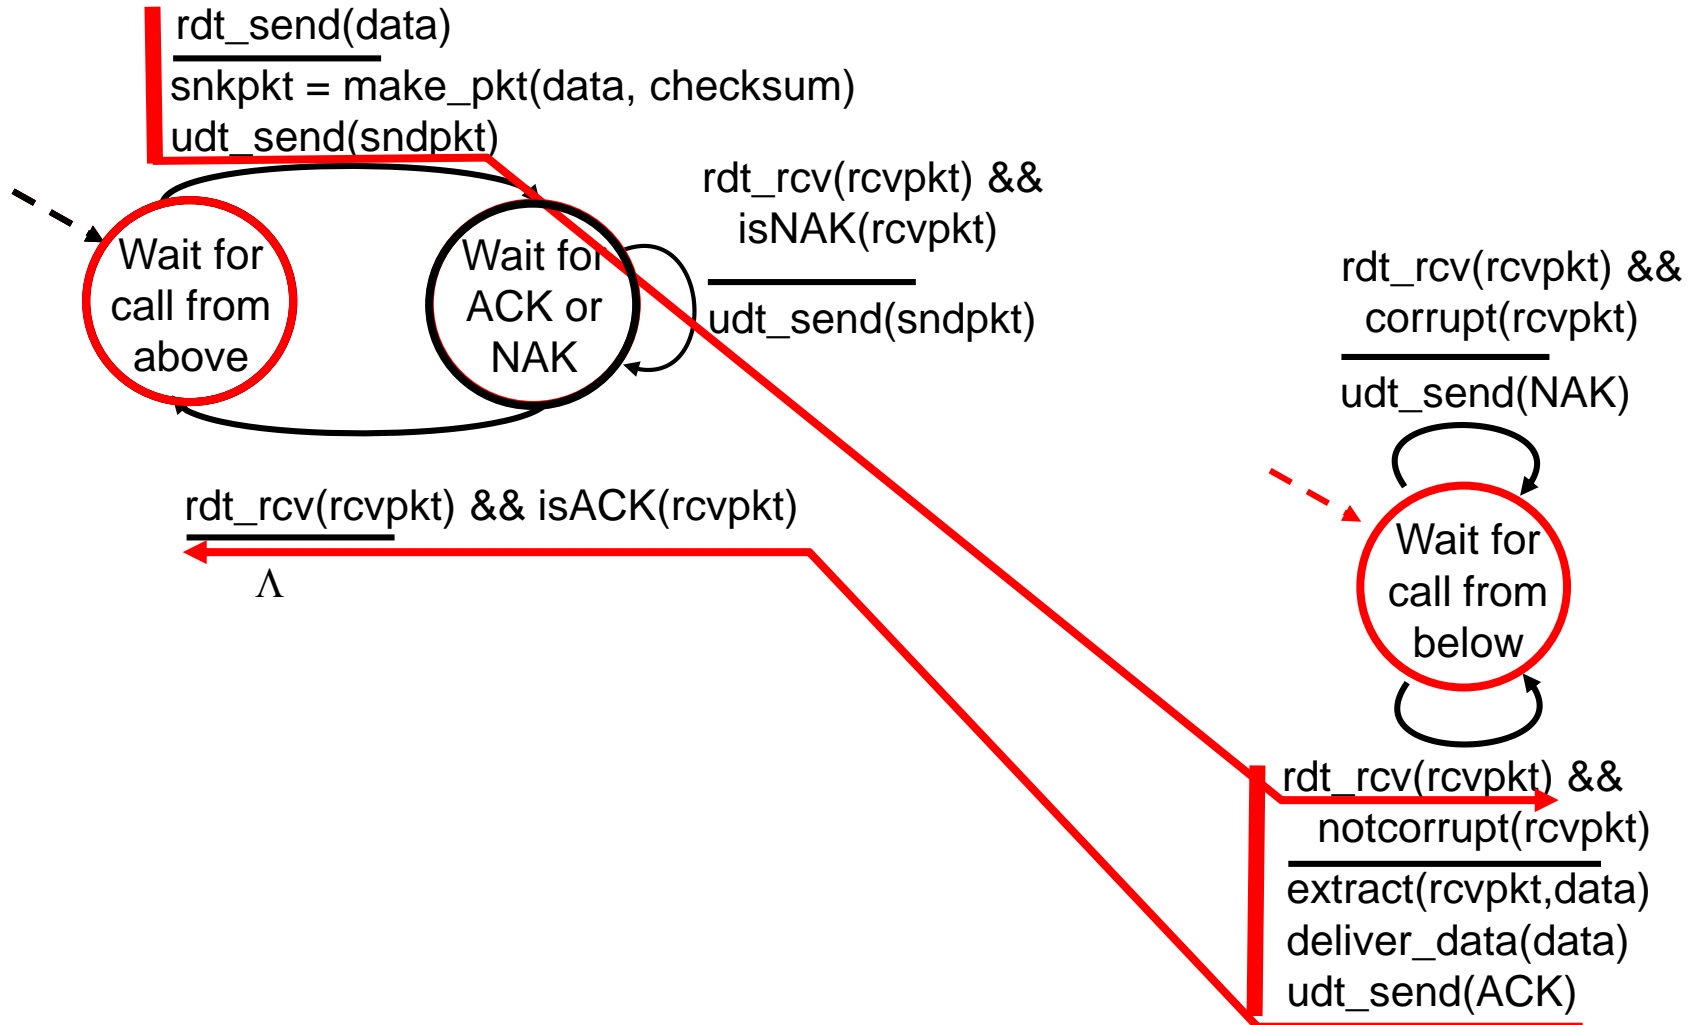 rdt_send(data)
snkpkt = make_pkt(data, checksum)
udt_send(sndpkt)
Wait for
call from
above
Wait for
ACK or
NAK
rdt_rcv(rcvpkt) &&
isNAK(rcvpkt)
udt_send(sndpkt)
rdt_rcv(rcvpkt) && isACK(rcvpkt)
Λ
rdt_rcv(rcvpkt) &&
corrupt(rcvpkt)
udt_send(NAK)
Wait for
call from
below
rdt_rcv(rcvpkt) &&
notcorrupt(rcvpkt)
extract(rcvpkt,data)
deliver_data(data)
udt_send(ACK)